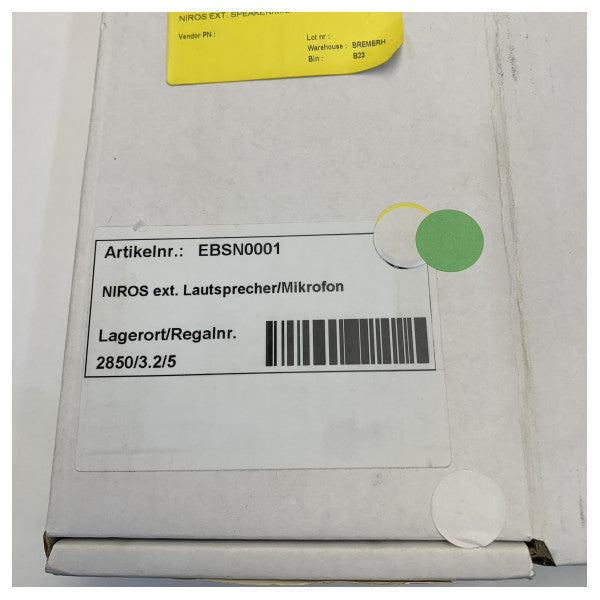 NIROS EXT. SPEAKER/
Vendor PN :
Lot nr :
Warehouse : BREMERH
Bin : B23
Artikelnr.: EBSN0001
NIROS ext. Lautsprecher/Mikrofon
Lagerort/Regalnr.
2850/3.2/5